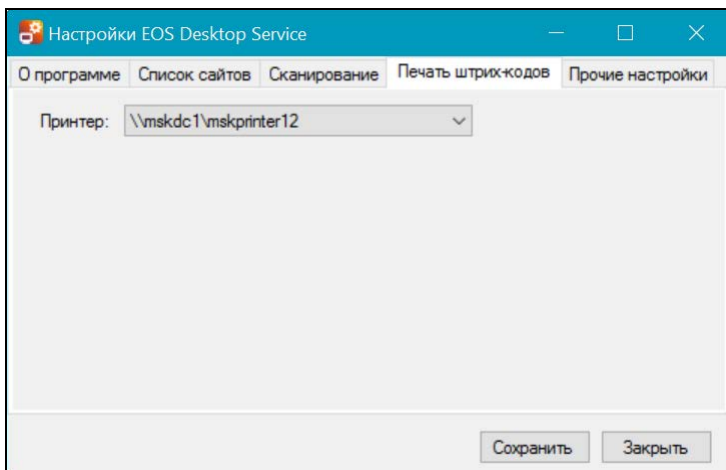 Настройки EOS Desktop Service
О программе Список сайтов Сканирование Печать штрих-кодов Прочие настройки
Принтер: \\mskdc1\mskprinter12
Сохранить Закрыть